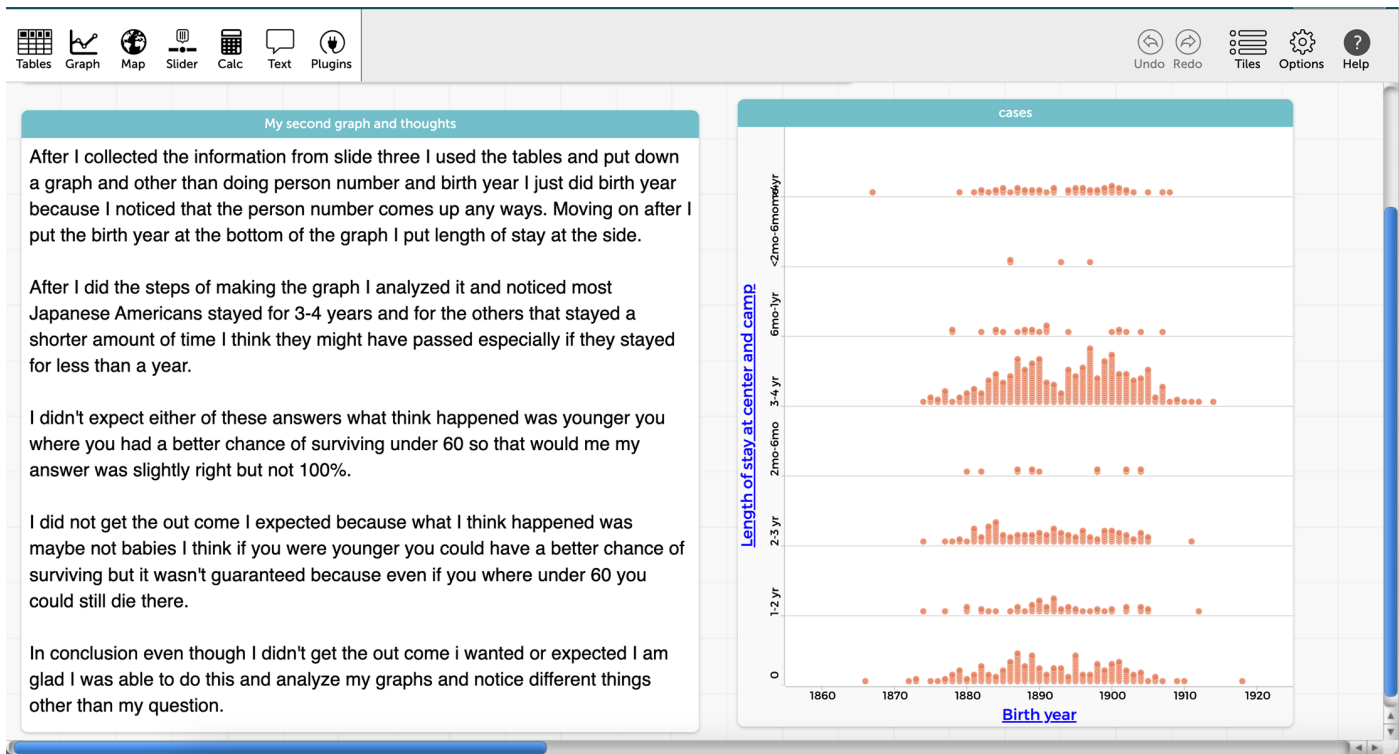 Tables Graph Map Slider Calc Text Plugins Undo Redo Tiles Options ? Help
My second graph and thoughts
After I collected the information from slide three I used the tables and put down
a graph and other than doing person number and birth year I just did birth year
because I noticed that the person number comes up any ways. Moving on after I
put the birth year at the bottom of the graph I put length of stay at the side.
After I did the steps of making the graph I analyzed it and noticed most
Japanese Americans stayed for 3-4 years and for the others that stayed a
shorter amount of time I think they might have passed especially if they stayed
for less than a year.
I didn't expect either of these answers what think happened was younger you
where you had a better chance of surviving under 60 so that would me my
answer was slightly right but not 100%.
I did not get the out come I expected because what I think happened was
maybe not babies I think if you were younger you could have a better chance of
surviving but it wasn't guaranteed because even if you where under 60 you
could still die there.
In conclusion even though I didn't get the out come i wanted or expected I am
glad I was able to do this and analyze my graphs and notice different things
other than my question.
cases
Length of stay at center and camp
<2mo-6mo
6mo-1yr
3-4 yr
2mo-6mo
2-3 yr
1-2 yr
0
1860 1870 1880 1890 1900 1910 1920
Birth year